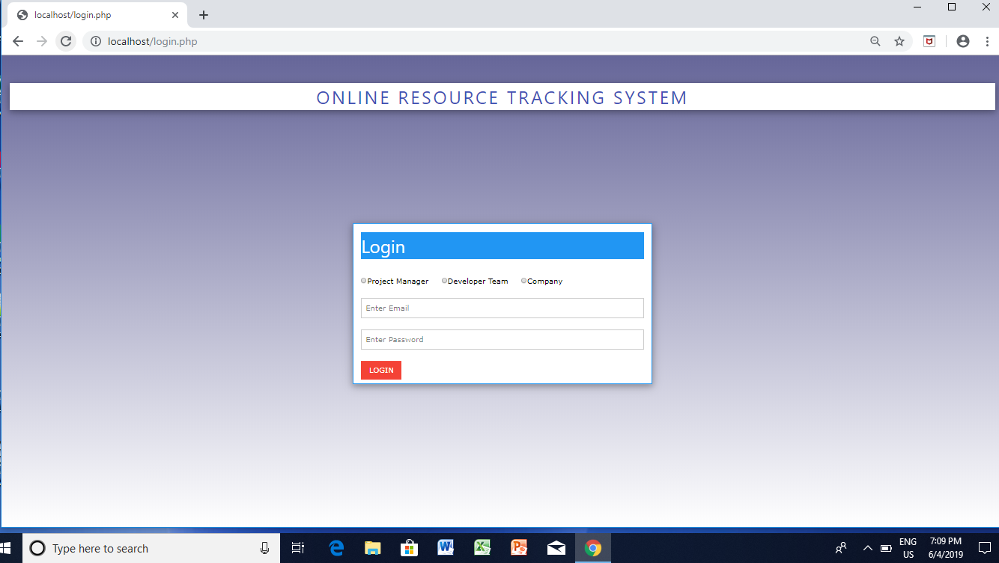 localhost/login.php
localhost/login.php
ONLINE RESOURCE TRACKING SYSTEM
Login
Project Manager Developer Team Company
Enter Email
Enter Password
LOGIN
Type here to search
ENG
US
7:09 PM
6/4/2019